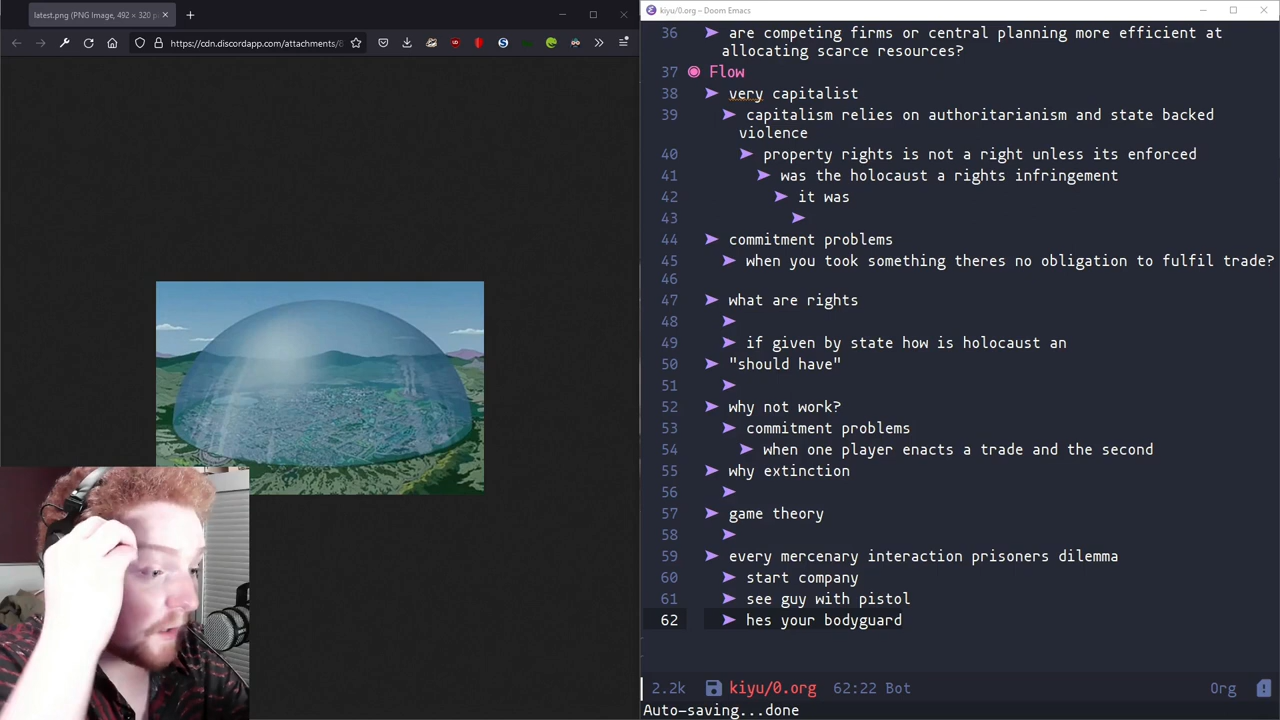 latest.png (PNG Image, 492 × 320 p
https://cdn.discordapp.com/attachments/8
kiyu/0.org – Doom Emacs
36 are competing firms or central planning more efficient at
allocating scarce resources?
37 Flow
38 very capitalist
39 capitalism relies on authoritarianism and state backed
violence
40 property rights is not a right unless its enforced
41 was the holocaust a rights infringement
42 it was
43
44 commitment problems
45 when you took something theres no obligation to fulfil trade?
46
47 what are rights
48
49 if given by state how is holocaust an
50 "should have"
51
52 why not work?
53 commitment problems
54 when one player enacts a trade and the second
55 why extinction
56
57 game theory
58
59 every mercenary interaction prisoners dilemma
60 start company
61 see guy with pistol
62 hes your bodyguard
2.2k kiyu/0.org 62:22 Bot Org
Auto-saving...done